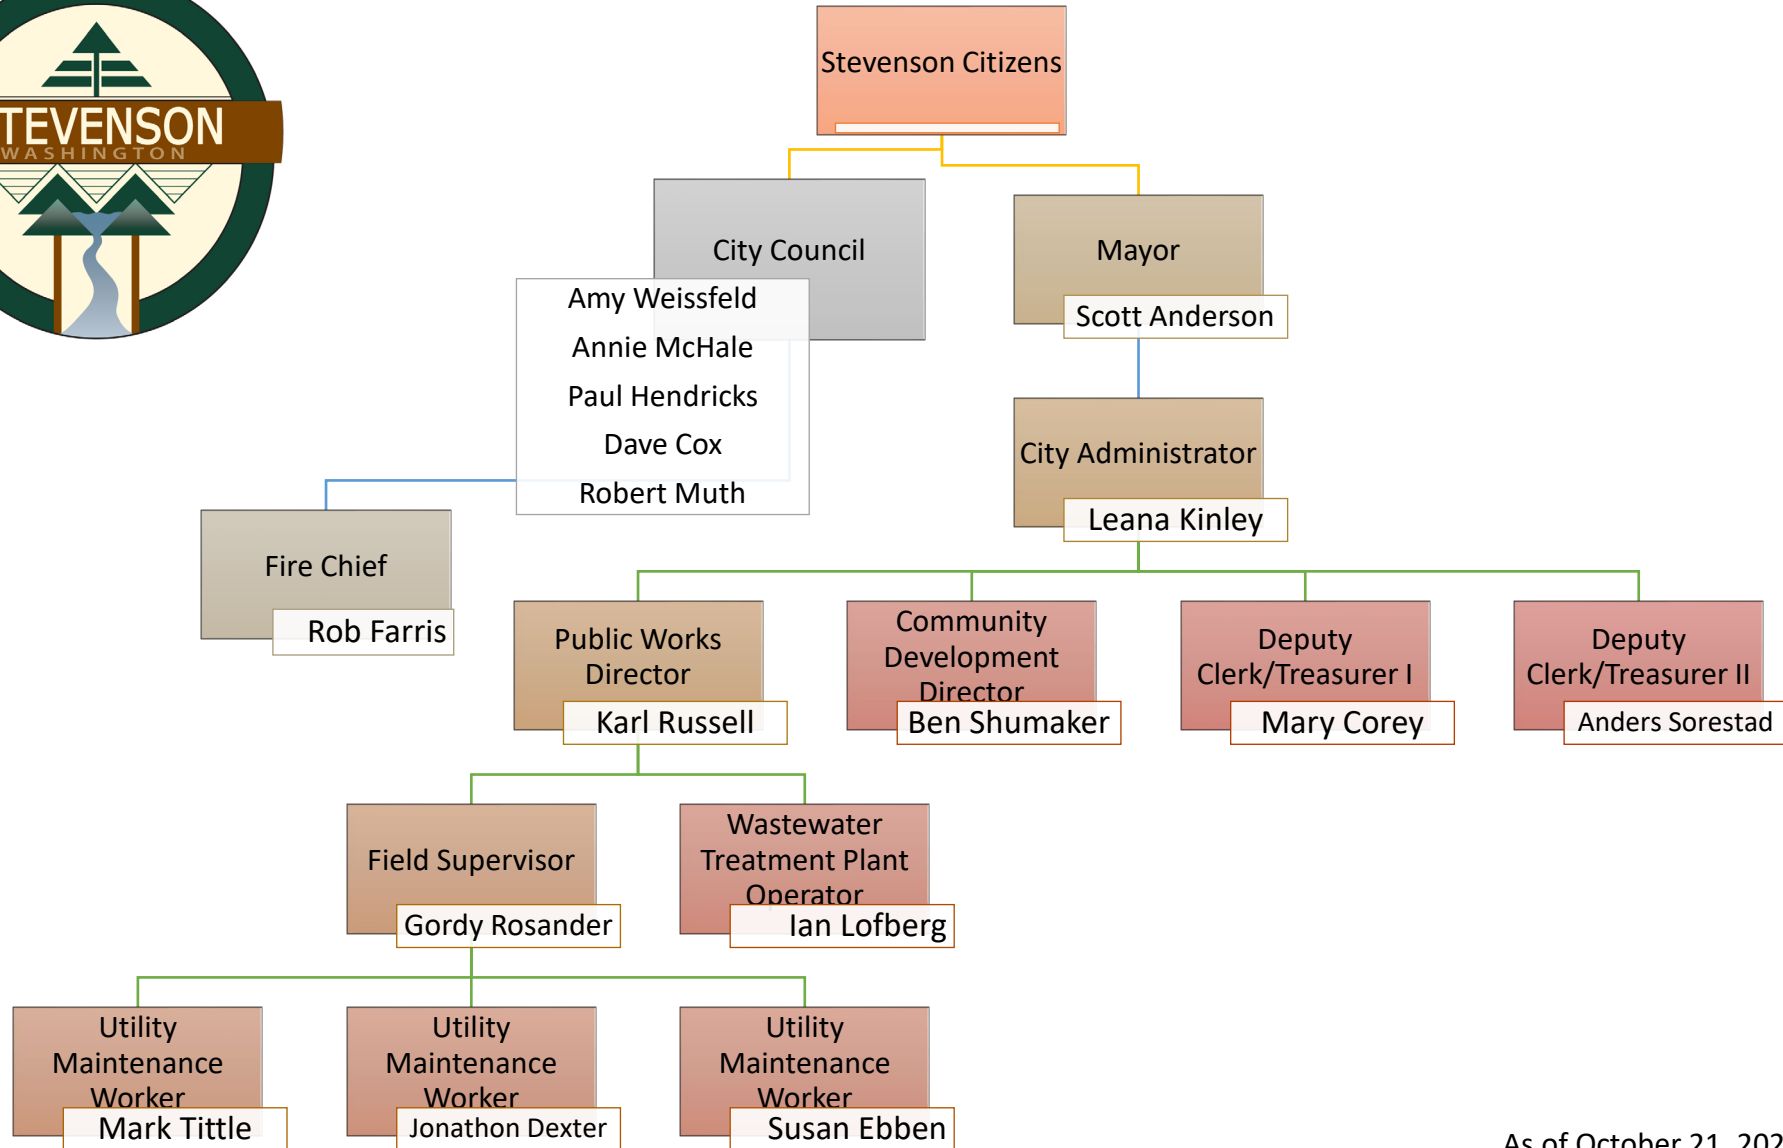 TEVENSON
WASHINGTON
Stevenson Citizens
City Council
Amy Weissfeld
Annie McHale
Paul Hendricks
Dave Cox
Robert Muth
Mayor
Scott Anderson
City Administrator
Leana Kinley
Fire Chief
Rob Farris
Public Works
Director
Karl Russell
Community
Development
Director
Ben Shumaker
Deputy
Clerk/Treasurer I
Mary Corey
Deputy
Clerk/Treasurer II
Anders Sorestad
Field Supervisor
Gordy Rosander
Wastewater
Treatment Plant
Operator
Ian Lofberg
Utility
Maintenance
Worker
Mark Tittle
Utility
Maintenance
Worker
Jonathon Dexter
Utility
Maintenance
Worker
Susan Ebben
As of October 21, 202